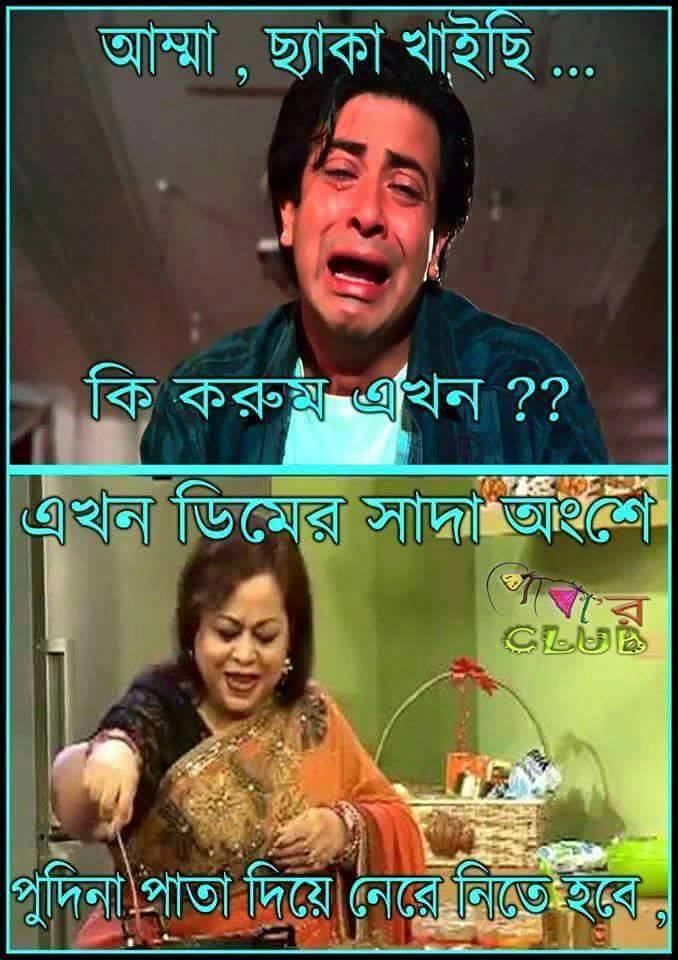 আম্মা , ছ্যাকা খাইছি ...
কি করুম এখন ??
এখন ডিমের সাদা অংশে
CLUB
পুদিনা পাতা দিয়ে নেরে নিতে হবে ,